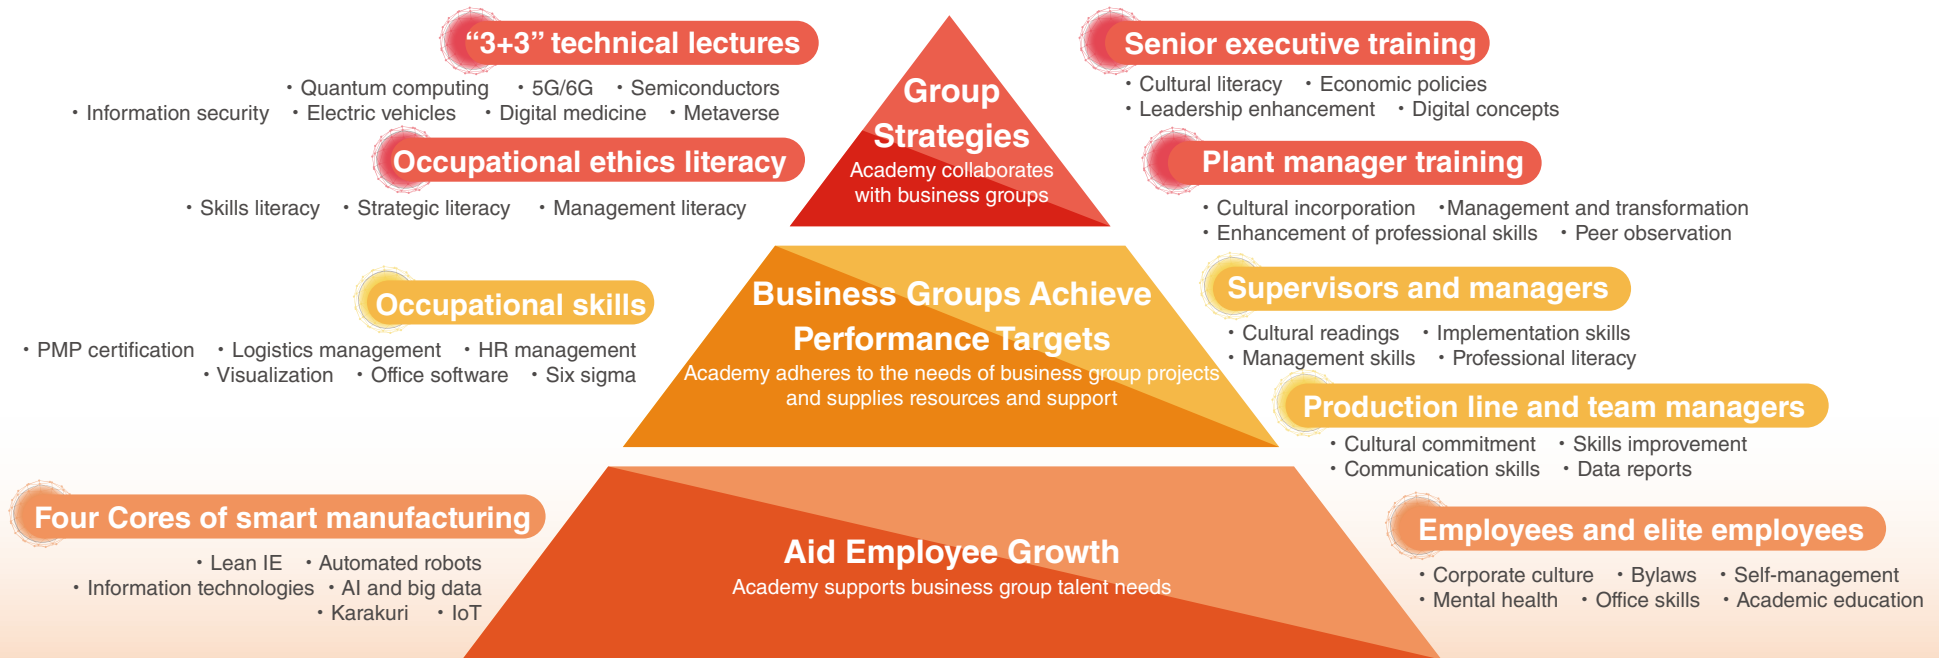 “3+3” technical lectures
• Quantum computing • 5G/6G • Semiconductors
• Information security • Electric vehicles • Digital medicine • Metaverse
Occupational ethics literacy
• Skills literacy • Strategic literacy • Management literacy
Occupational skills
• PMP certification • Logistics management • HR management
• Visualization • Office software • Six sigma
Four Cores of smart manufacturing
• Lean IE • Automated robots
• Information technologies • AI and big data
• Karakuri • IoT
Group
Strategies
Academy collaborates
with business groups
Business Groups Achieve
Performance Targets
Academy adheres to the needs of business group projects
and supplies resources and support
Aid Employee Growth
Academy supports business group talent needs
Senior executive training
• Cultural literacy • Economic policies
• Leadership enhancement • Digital concepts
Plant manager training
• Cultural incorporation •Management and transformation
• Enhancement of professional skills • Peer observation
Supervisors and managers
• Cultural readings • Implementation skills
• Management skills • Professional literacy
Production line and team managers
• Cultural commitment • Skills improvement
• Communication skills • Data reports
Employees and elite employees
• Corporate culture • Bylaws • Self-management
• Mental health • Office skills • Academic education